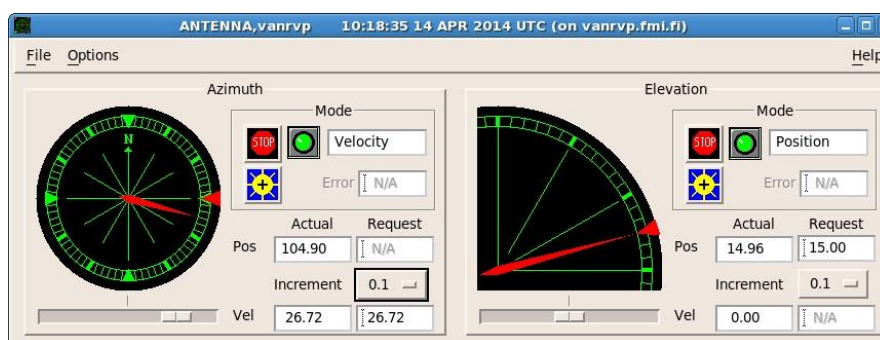 ANTENNA,vanrvp 10:18:35 14 APR 2014 UTC (on vanrvp.fmi.fi)
File Options Help
Azimuth
Mode
N
STOP Velocity
Error N/A
Actual Request
Pos 104.90 N/A
Increment 0.1
Vel 26.72 26.72
Elevation
Mode
STOP Position
Error N/A
Actual Request
Pos 14.96 15.00
Increment 0.1
Vel 0.00 N/A